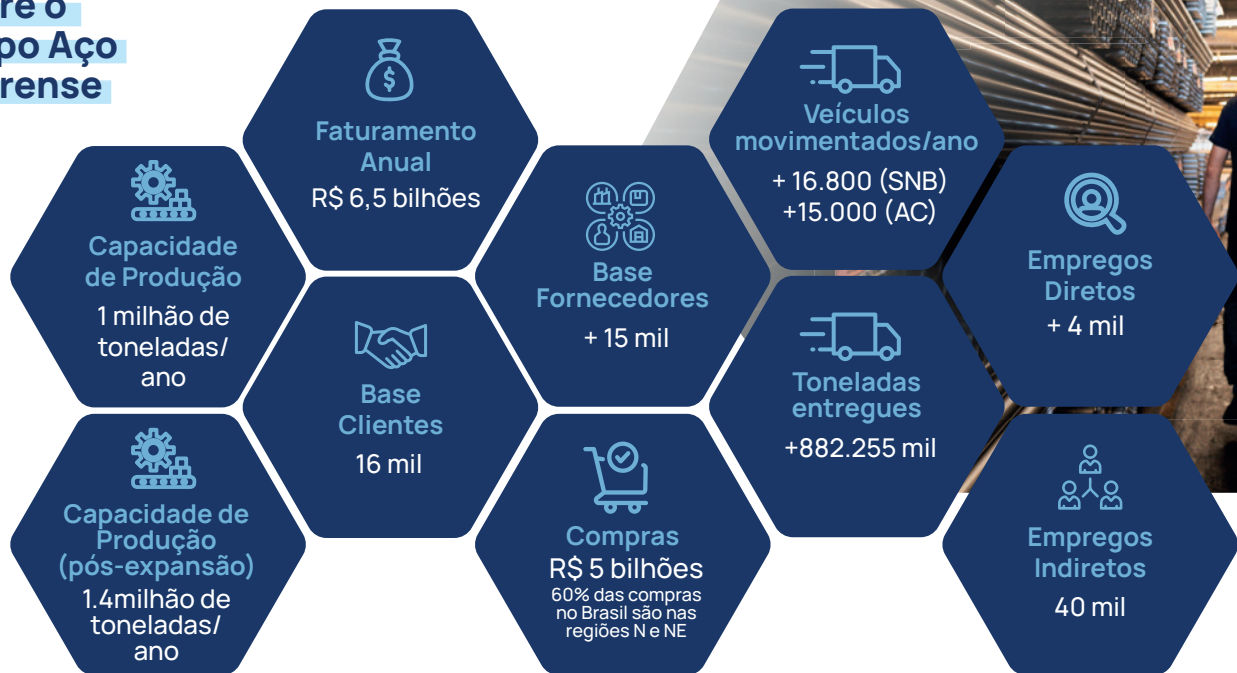 Aço
Faturamento
Anual
R$ 6,5 bilhões
Veículos
movimentados/ano
+ 16.800 (SNB)
+15.000 (AC)
Capacidade
de Produção
1 milhão de
toneladas/
ano
Base
Fornecedores
+ 15 mil
Empregos
Diretos
+ 4 mil
Base
Clientes
16 mil
Toneladas
entregues
+882.255 mil
Capacidade de
Produção
(pós-expansão)
1.4milhão de
toneladas/
ano
Compras
R$ 5 bilhões
60% das compras
no Brasil são nas
regiões N e NE
Empregos
Indiretos
40 mil